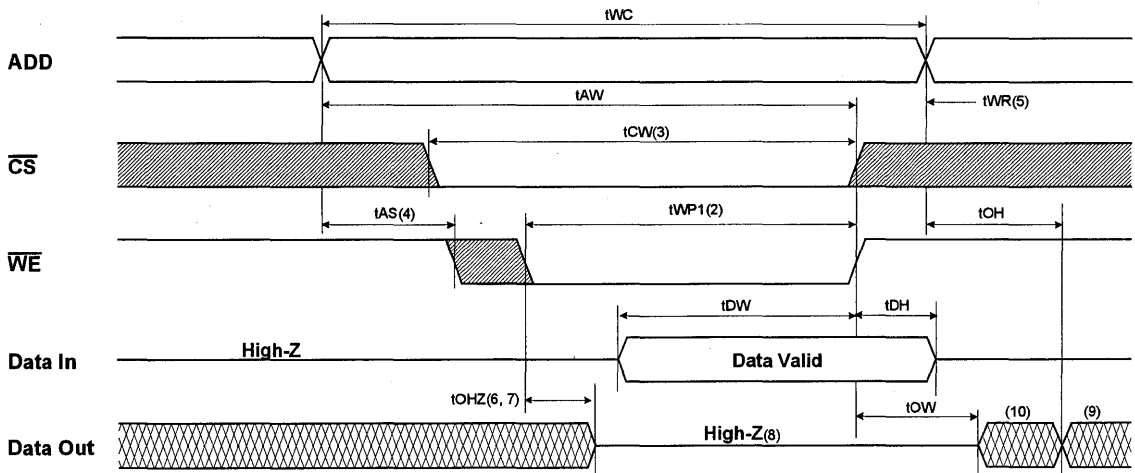 tWC
ADD
tAW
tWR(5)
tCW(3)
CS
tAS(4)
tWP1(2)
tOH
WE
tDW
tDH
High-Z
Data In
Data Valid
tOHZ(6, 7)
tOW
(10)
(9)
High-Z(8)
Data Out